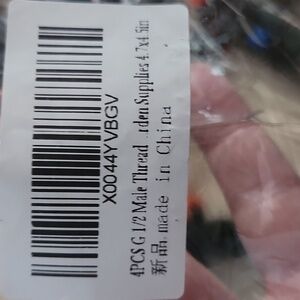 X0044YVBGV
4PCS G 1/2 Male Thread ...rden Supplies 4.7x4.5in
新品 made in China